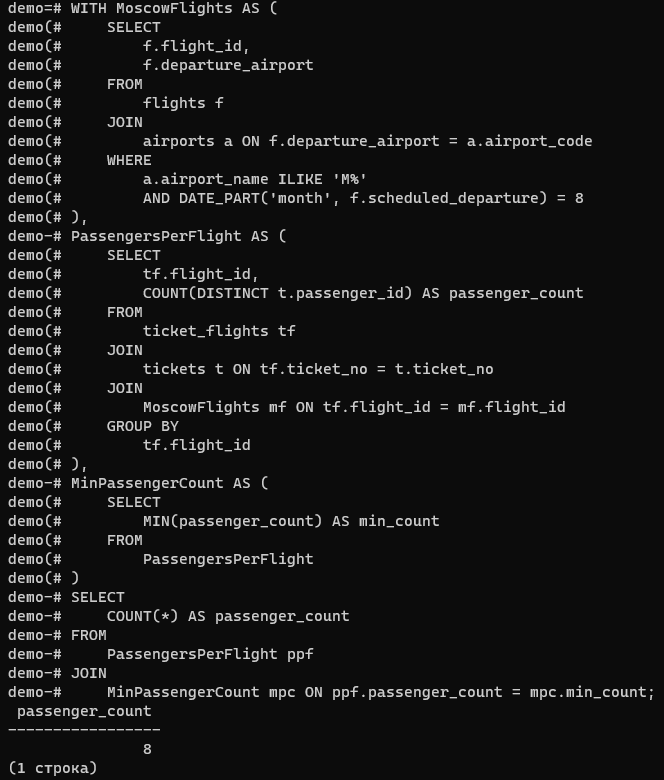 demo=# WITH MoscowFlights AS (
demo(#     SELECT
demo(#         f.flight_id,
demo(#         f.departure_airport
demo(#     FROM
demo(#         flights f
demo(#     JOIN
demo(#         airports a ON f.departure_airport = a.airport_code
demo(#     WHERE
demo(#         a.airport_name ILIKE 'M%'
demo(#         AND DATE_PART('month', f.scheduled_departure) = 8
demo(# ),
demo-# PassengersPerFlight AS (
demo(#     SELECT
demo(#         tf.flight_id,
demo(#         COUNT(DISTINCT t.passenger_id) AS passenger_count
demo(#     FROM
demo(#         ticket_flights tf
demo(#     JOIN
demo(#         tickets t ON tf.ticket_no = t.ticket_no
demo(#     JOIN
demo(#         MoscowFlights mf ON tf.flight_id = mf.flight_id
demo(#     GROUP BY
demo(#         tf.flight_id
demo(# ),
demo-# MinPassengerCount AS (
demo(#     SELECT
demo(#         MIN(passenger_count) AS min_count
demo(#     FROM
demo(#         PassengersPerFlight
demo(# )
demo-# SELECT
demo-#     COUNT(*) AS passenger_count
demo-# FROM
demo-#     PassengersPerFlight ppf
demo-# JOIN
demo-#     MinPassengerCount mpc ON ppf.passenger_count = mpc.min_count;
 passenger_count
-----------------
               8
(1 строка)